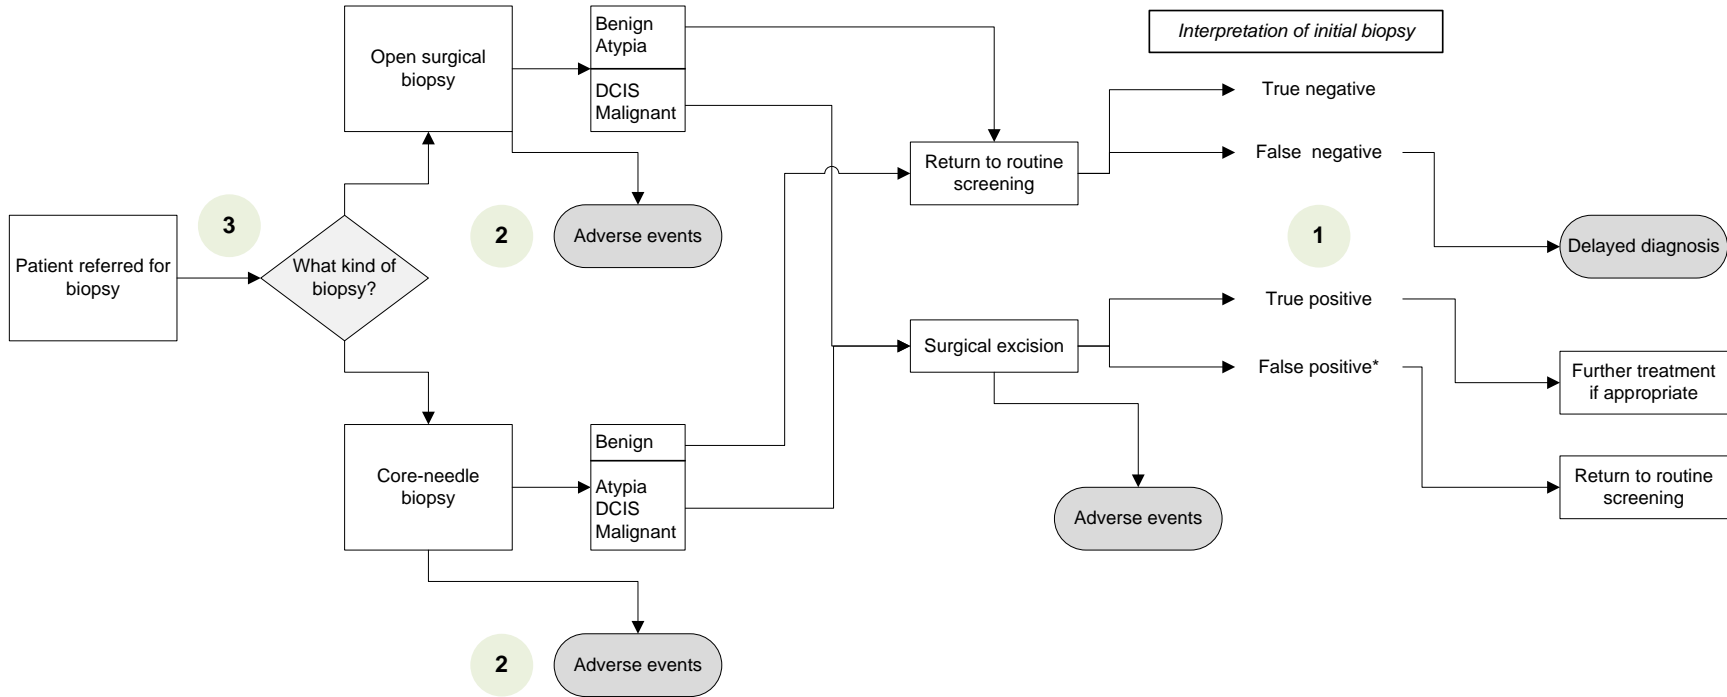 Benign
Atypia
DCIS
Malignant
Open surgical
biopsy
Interpretation of initial biopsy
True negative
False  negative
Return to routine
screening
3
2
Adverse events
1
Delayed diagnosis
Patient referred for
biopsy
What kind of
biopsy?
True positive
Surgical excision
False positive*
Further treatment
if appropriate
Core-needle
biopsy
Benign
Atypia
DCIS
Malignant
Return to routine
screening
Adverse events
2
Adverse events